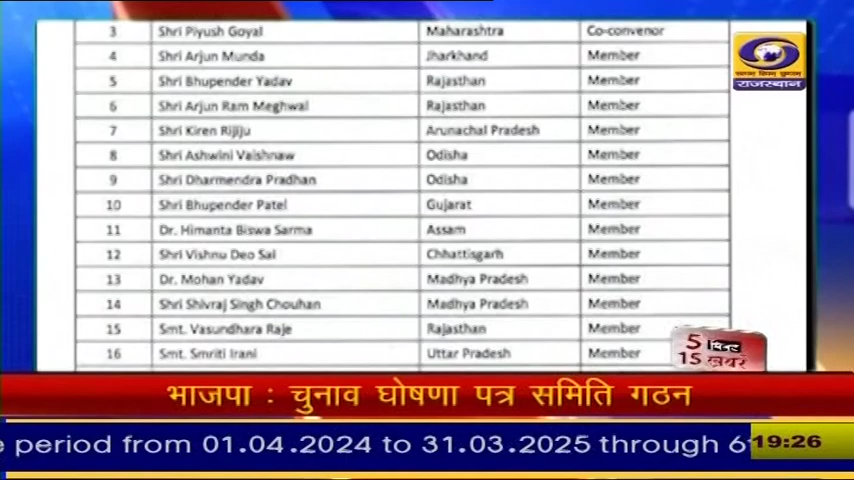 3 Shri Piyush Goyal Maharashtra Co-convenor
4 Shri Arjun Munda Jharkhand Member
5 Shri Bhupender Yadav Rajasthan Member
6 Shri Arjun Ram Meghwal Rajasthan Member
7 Shri Kiren Rijiju Arunachal Pradesh Member
8 Shri Ashwini Vaishnaw Odisha Member
9 Shri Dharmendra Pradhan Odisha Member
10 Shri Bhupender Patel Gujarat Member
11 Dr. Himanta Biswa Sarma Assam Member
12 Shri Vishnu Deo Sai Chhattisgarh Member
13 Dr. Mohan Yadav Madhya Pradesh Member
14 Shri Shivraj Singh Chouhan Madhya Pradesh Member
15 Smt. Vasundhara Raje Rajasthan Member
16 Smt. Smriti Irani Uttar Pradesh Member
सत्यम् शिवम् सुन्दरम्
राजस्थान
5 मिनट
15 खबरें
भाजपा : चुनाव घोषणा पत्र समिति गठन
e period from 01.04.2024 to 31.03.2025 through 6
19:26